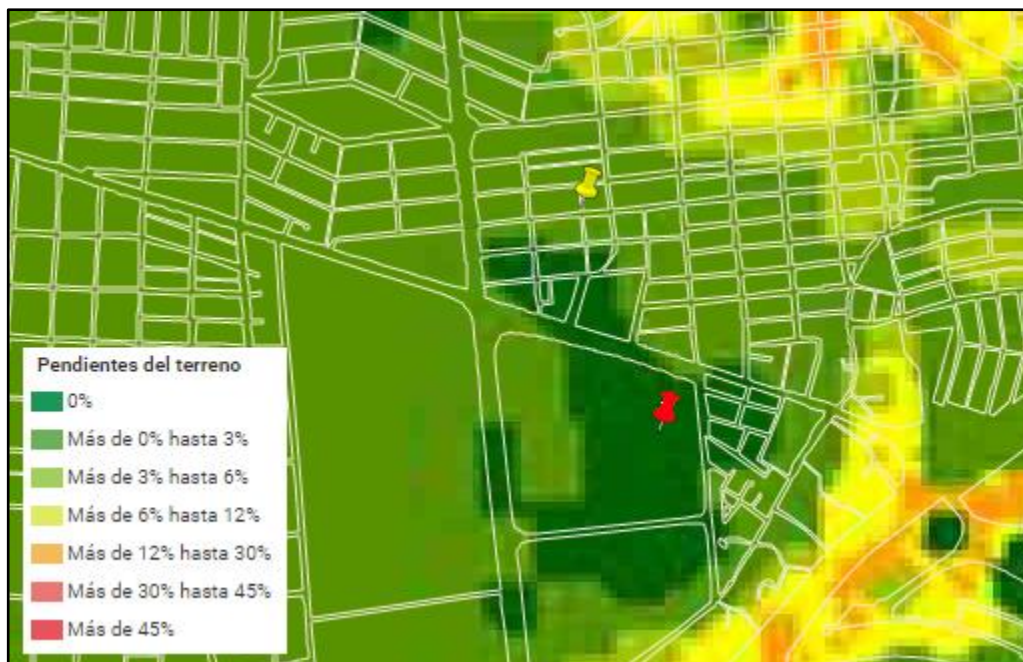 Pendientes del terreno
0%
Más de 0% hasta 3%
Más de 3% hasta 6%
Más de 6% hasta 12%
Más de 12% hasta 30%
Más de 30% hasta 45%
Más de 45%